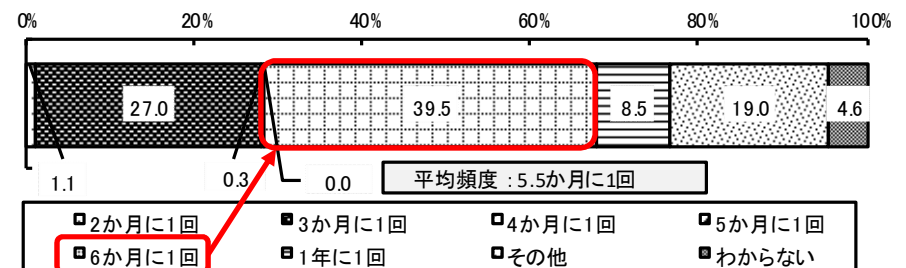 0% 20% 40% 60% 80% 100%
27.0 39.5 8.5 19.0 4.6
1.1 0.3 0.0 平均頻度：5.5か月に1回
2か月に1回 3か月に1回 4か月に1回 5か月に1回
6か月に1回 1年に1回 その他 わからない